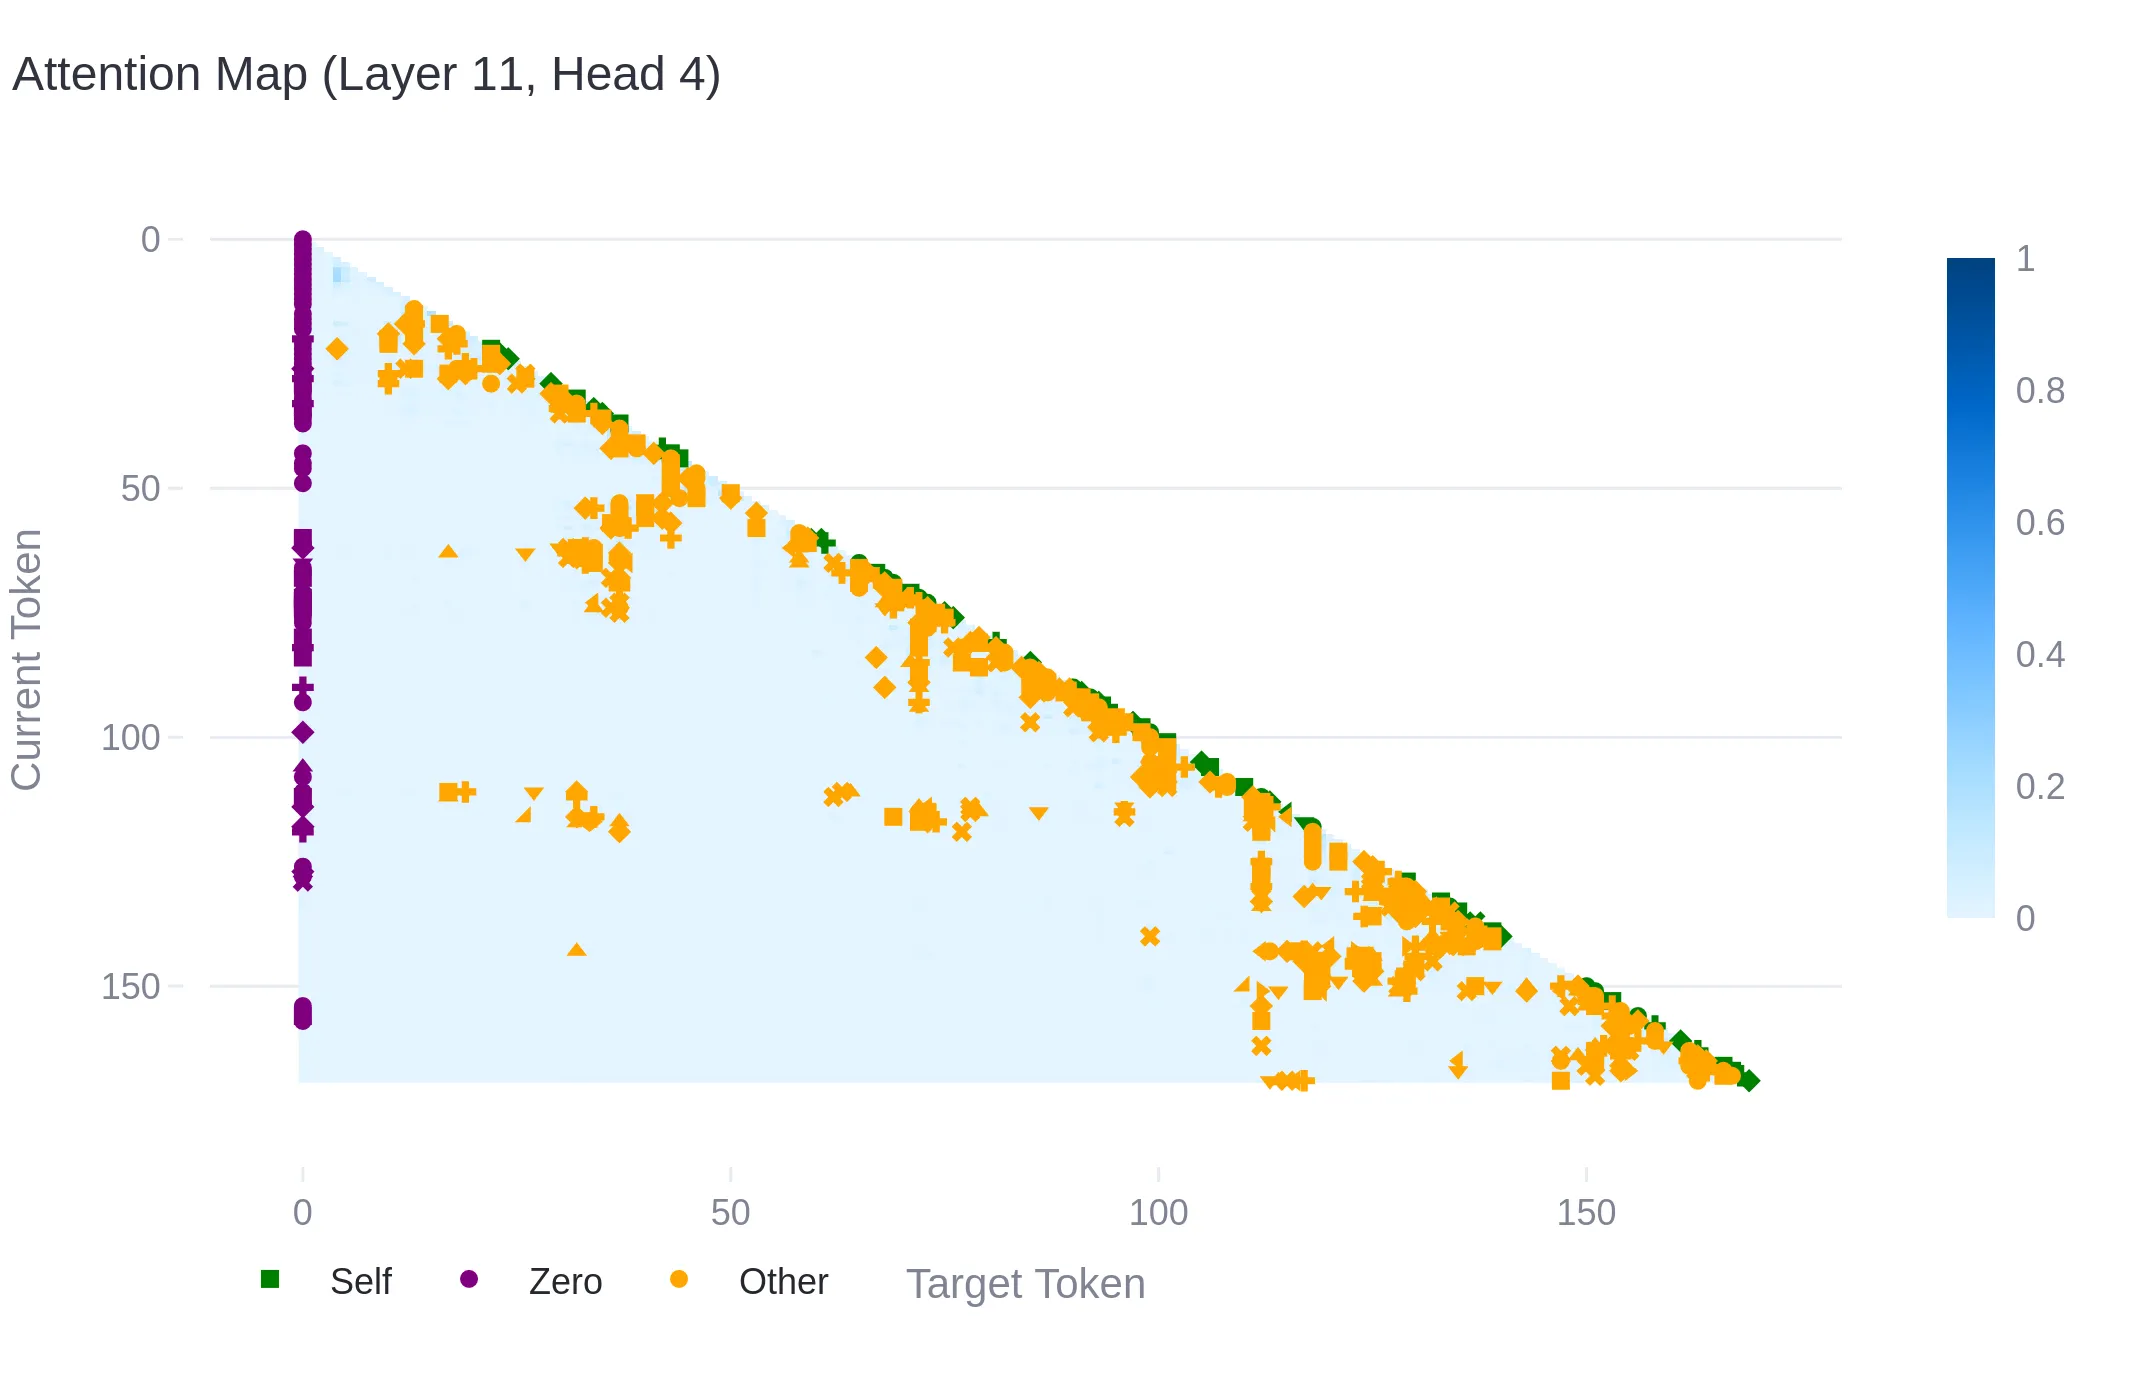 Attention Map (Layer 11, Head 4)
0
50
100
150
Current Token
1
0.8
0.6
0.4
0.2
0
0
50
100
150
Self
Zero
Other
Target Token